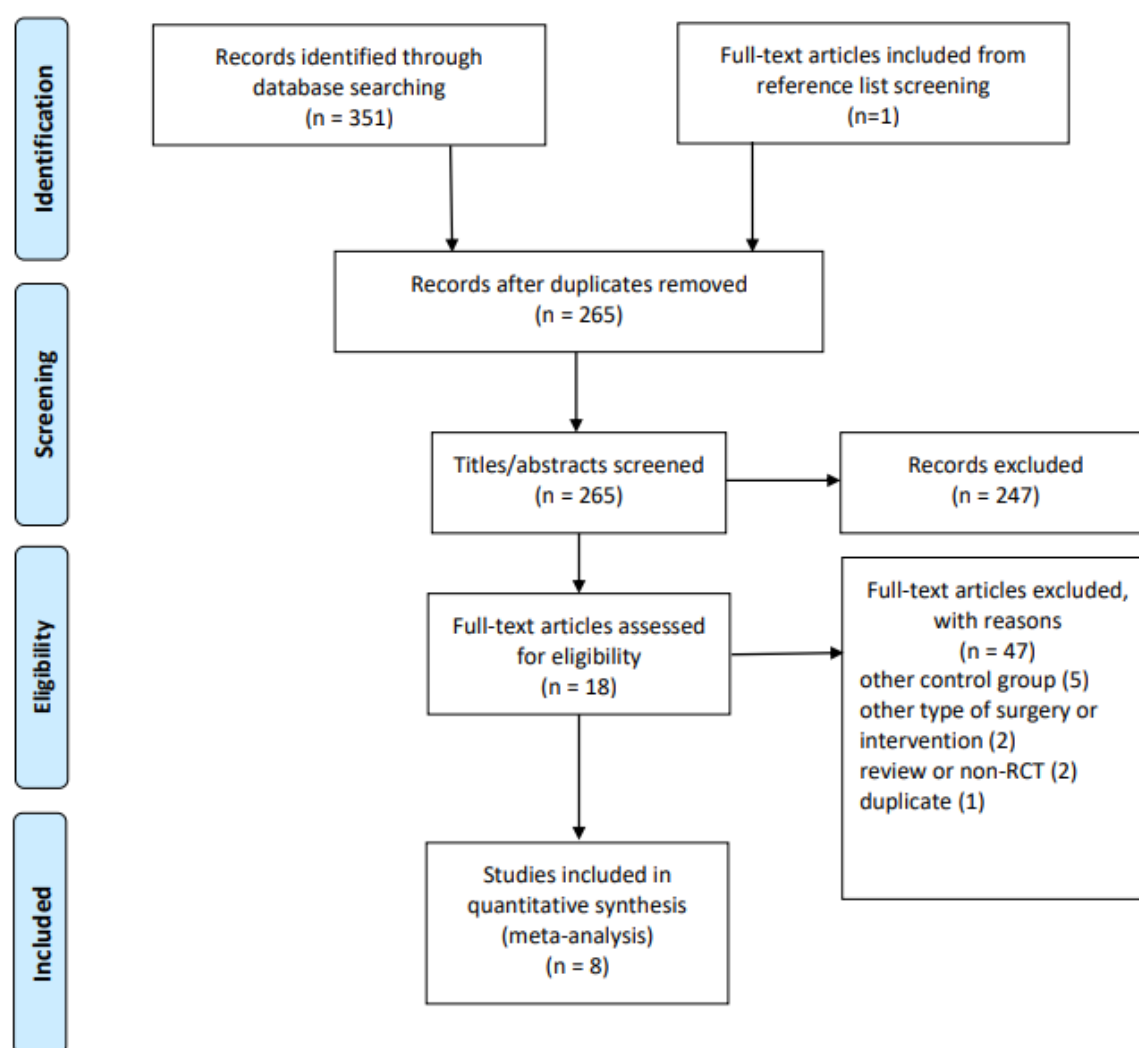 Identification
Records identified through
database searching
(n = 351)
Full-text articles included from
reference list screening
(n=1)
Records after duplicates removed
(n = 265)
Screening
Titles/abstracts screened
(n = 265)
Records excluded
(n = 247)
Eligibility
Full-text articles assessed
for eligibility
(n = 18)
Full-text articles excluded,
with reasons
(n = 47)
other control group (5)
other type of surgery or
intervention (2)
review or non-RCT (2)
duplicate (1)
Included
Studies included in
quantitative synthesis
(meta-analysis)
(n = 8)